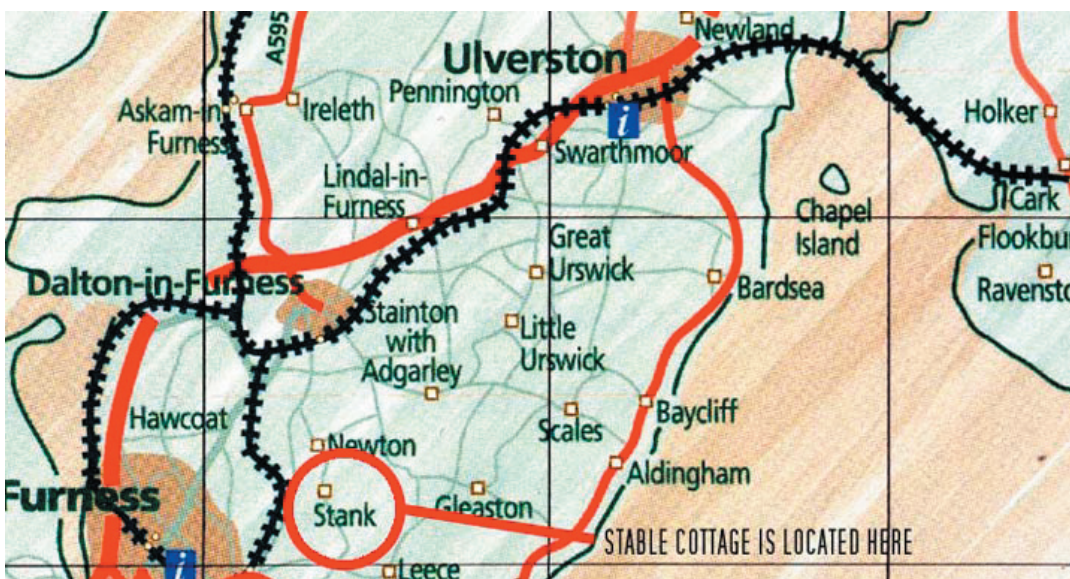 Newland
A595
Ulverston
Pennington
Askam-in-
Furness
Ireleth
Holker
i
Swarthmoor
Lindal-in-
Furness
Cark
Chapel
Island
Flookbu
Great
Urswick
Dalton-in-Furness
Bardsea
Ravensto
Stainton
with
Adgarley
Little
Urswick
Hawcoat
Baycliff
Scales
Newton
Aldingham
Furness
Gleaston
Stank
STABLE COTTAGE IS LOCATED HERE
i
Leece